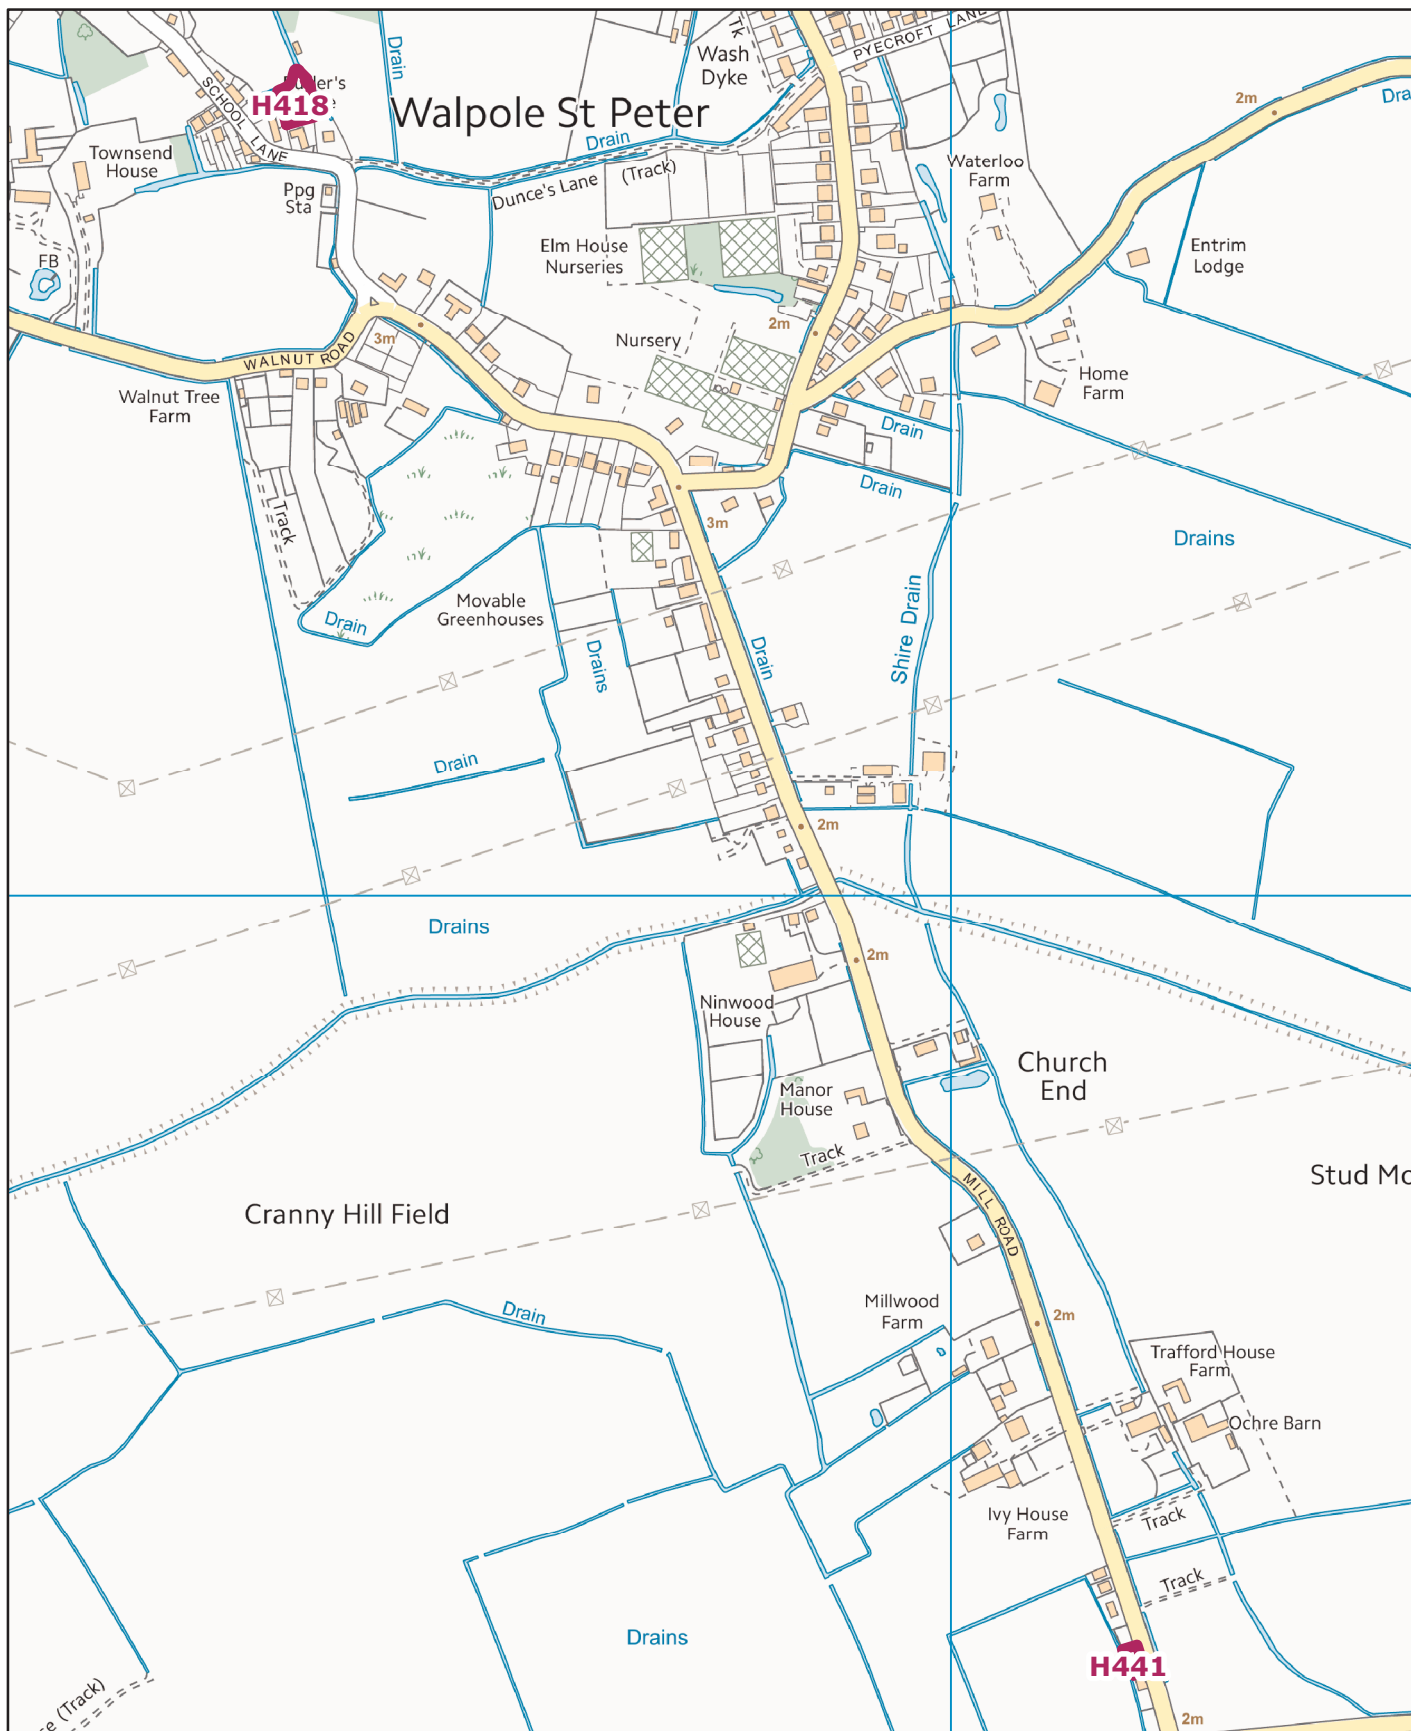 Tk
PYECROFT LANE
Wash
Dyke
Drain
SCHOOL LANE
H418
Walpole St Peter
2m
Drain
Townsend
House
Ppg
Sta
Dunce's Lane
(Track)
Waterloo
Farm
FB
Elm House
Nurseries
Entrim
Lodge
2m
3m
WALNUT ROAD
Nursery
Walnut Tree
Farm
Home
Farm
Drain
Drain
Track
3m
Drains
Movable
Greenhouses
Drain
Shire Drain
Drains
Drain
Drain
2m
Drains
2m
Ninwood
House
Church
End
Manor
House
Track
Cranny Hill Field
MILL ROAD
Millwood
Farm
Drain
2m
Trafford House
Farm
Ochre Barn
Ivy House
Farm
Track
Track
Drains
H441
(Track)
2m